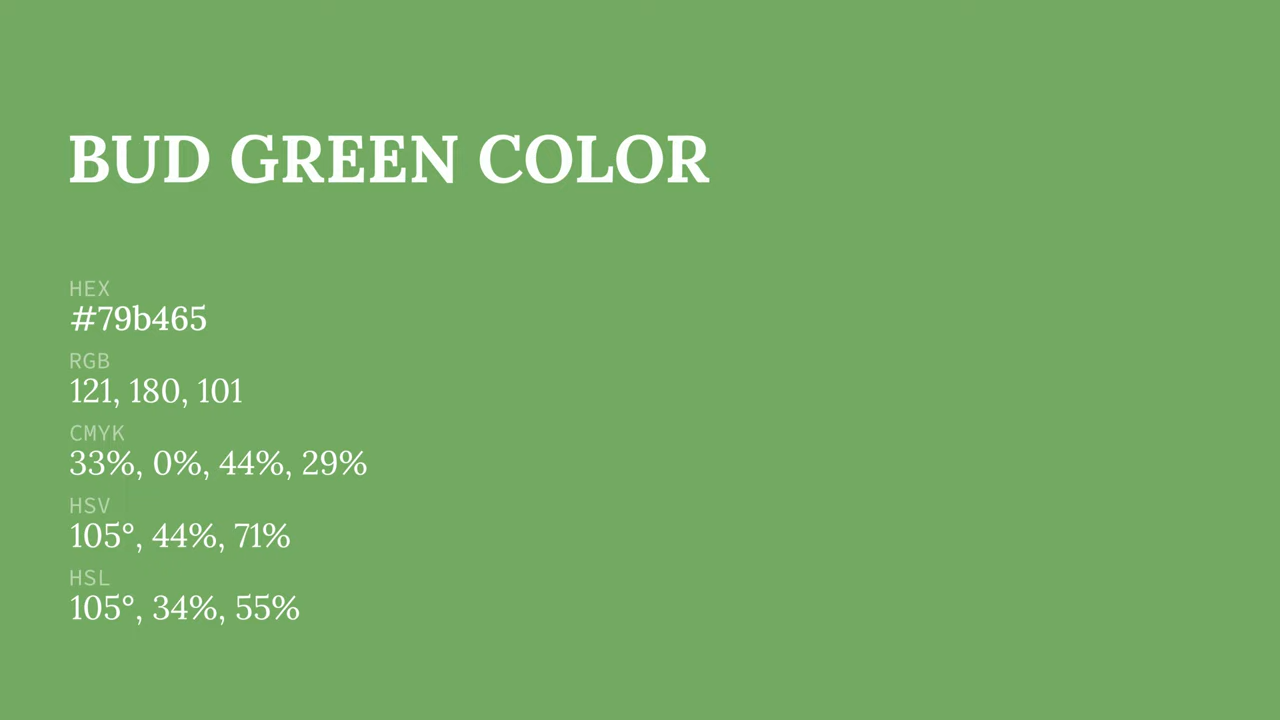 BUD GREEN COLOR
HEX
#79b465
RGB
121, 180, 101
CMYK
33%, 0%, 44%, 29%
HSV
105°, 44%, 71%
HSL
105°, 34%, 55%